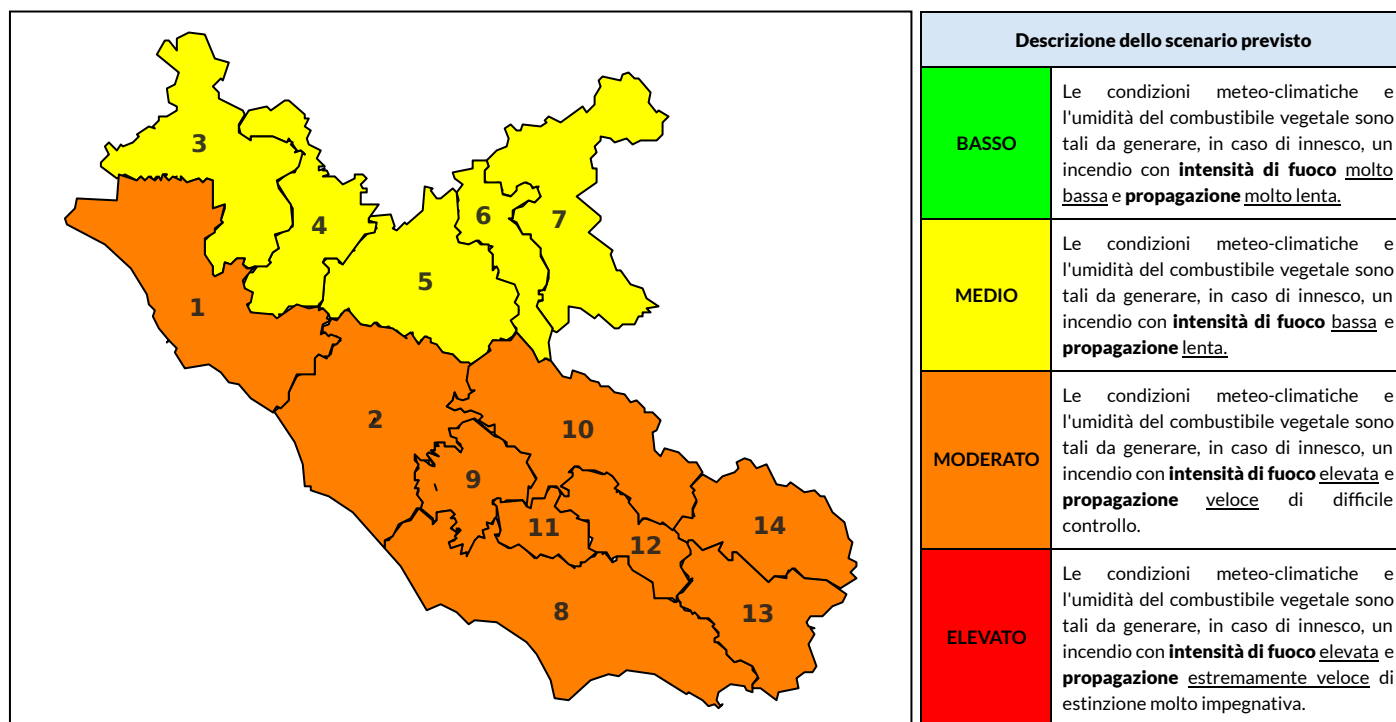 3
4
6
7
5
1
2
10
9
11
12
14
8
13
Descrizione dello scenario previsto
BASSO
Le condizioni meteo-climatiche e
l'umidità del combustibile vegetale sono
tali da generare, in caso di innesco, un
incendio con intensità di fuoco molto
bassa e propagazione molto lenta.
MEDIO
Le condizioni meteo-climatiche e
l'umidità del combustibile vegetale sono
tali da generare, in caso di innesco, un
incendio con intensità di fuoco bassa e
propagazione lenta.
MODERATO
Le condizioni meteo-climatiche e
l'umidità del combustibile vegetale sono
tali da generare, in caso di innesco, un
incendio con intensità di fuoco elevata e
propagazione veloce di difficile
controllo.
ELEVATO
Le condizioni meteo-climatiche e
l'umidità del combustibile vegetale sono
tali da generare, in caso di innesco, un
incendio con intensità di fuoco elevata e
propagazione estremamente veloce di
estinzione molto impegnativa.